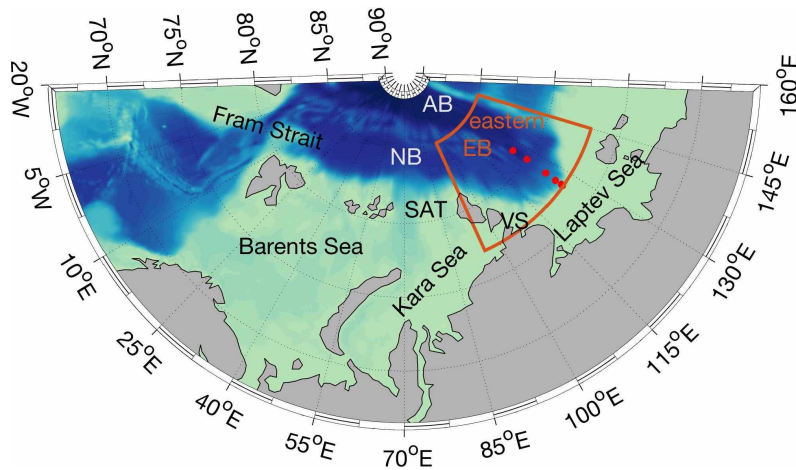 70°N
75°N
80°N
85°N
90°N
20°W
160°E
AB
eastern
EB
Fram Strait
NB
5°W
145°E
SAT
VS
Laptev Sea
Barents Sea
Kara Sea
10°E
130°E
25°E
115°E
40°E
100°E
55°E
70°E
85°E